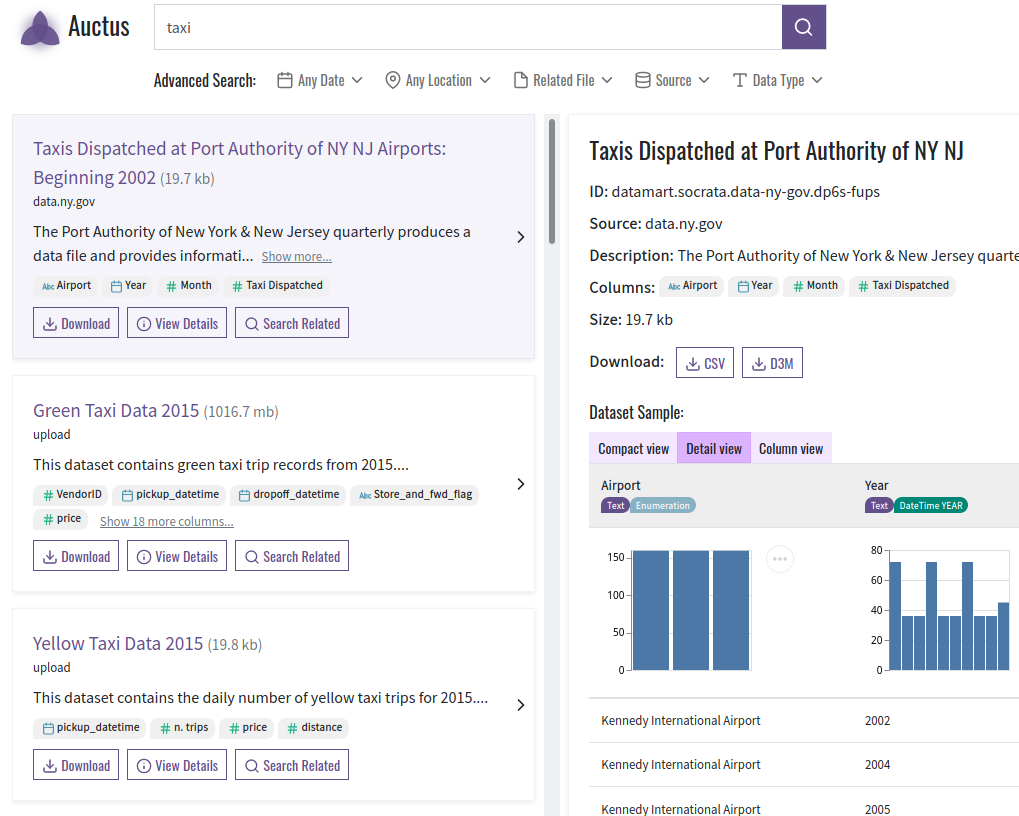 Auctus
taxi
Advanced Search: Any Date Any Location Related File Source Data Type
Taxis Dispatched at Port Authority of NY NJ Airports:
Beginning 2002 (19.7 kb)
data.ny.gov
The Port Authority of New York & New Jersey quarterly produces a
data file and provides informati... Show more...
Abc Airport Year # Month # Taxi Dispatched
Download View Details Search Related
Green Taxi Data 2015 (1016.7 mb)
upload
This dataset contains green taxi trip records from 2015....
# VendorID pickup_datetime dropoff_datetime Abc Store_and_fwd_flag
# price Show 18 more columns...
Download View Details Search Related
Yellow Taxi Data 2015 (19.8 kb)
upload
This dataset contains the daily number of yellow taxi trips for 2015....
pickup_datetime # n. trips # price # distance
Download View Details Search Related
Taxis Dispatched at Port Authority of NY NJ
ID: datamart.socrata.data-ny-gov.dp6s-fups
Source: data.ny.gov
Description: The Port Authority of New York & New Jersey quarte
Columns: Abc Airport Year # Month # Taxi Dispatched
Size: 19.7 kb
Download: CSV D3M
Dataset Sample:
Compact view Detail view Column view
Airport Year
Text Enumeration Text DateTime YEAR
150
100
50
0
80
60
40
20
0
Kennedy International Airport 2002
Kennedy International Airport 2004
Kennedy International Airport 2005